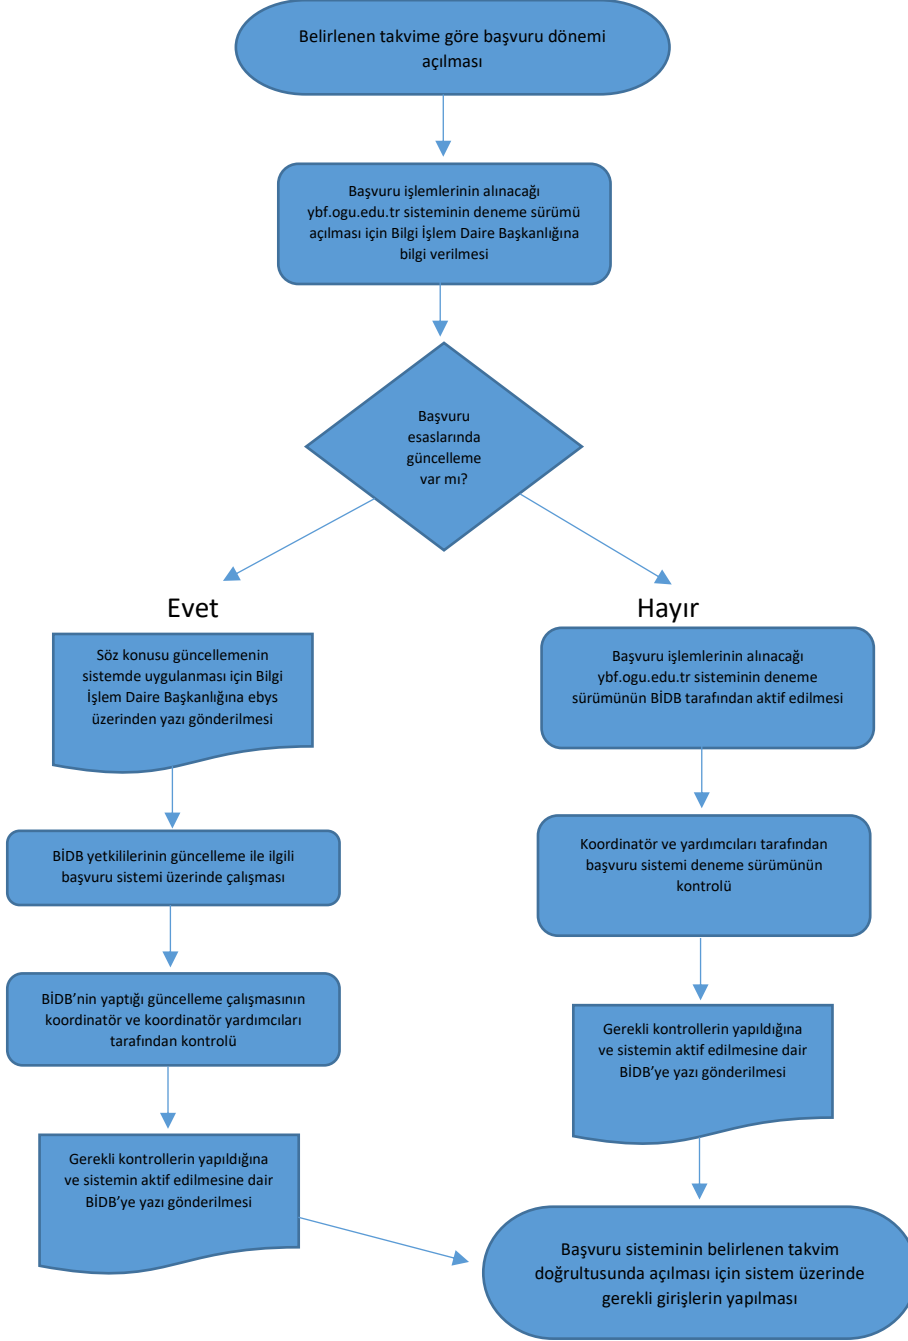 Belirlenen takvime göre başvuru dönemi
açılması
Başvuru işlemlerinin alınacağı
ybf.ogu.edu.tr sisteminin deneme sürümü
açılması için Bilgi İşlem Daire Başkanlığına
bilgi verilmesi
Başvuru
esaslarında
güncelleme
var mı?
Evet
Söz konusu güncellemenin
sistemde uygulanması için Bilgi
İşlem Daire Başkanlığına ebys
üzerinden yazı gönderilmesi
BİDB yetkililerinin güncelleme ile ilgili
başvuru sistemi üzerinde çalışması
BİDB’nin yaptığı güncelleme çalışmasının
koordinatör ve koordinatör yardımcıları
tarafından kontrolü
Gerekli kontrollerin yapıldığına
ve sistemin aktif edilmesine dair
BİDB’ye yazı gönderilmesi
Hayır
Başvuru işlemlerinin alınacağı
ybf.ogu.edu.tr sisteminin deneme
sürümünün BİDB tarafından aktif edilmesi
Koordinatör ve yardımcıları tarafından
başvuru sistemi deneme sürümünün
kontrolü
Gerekli kontrollerin yapıldığına
ve sistemin aktif edilmesine dair
BİDB’ye yazı gönderilmesi
Başvuru sisteminin belirlenen takvim
doğrultusunda açılması için sistem üzerinde
gerekli girişlerin yapılması